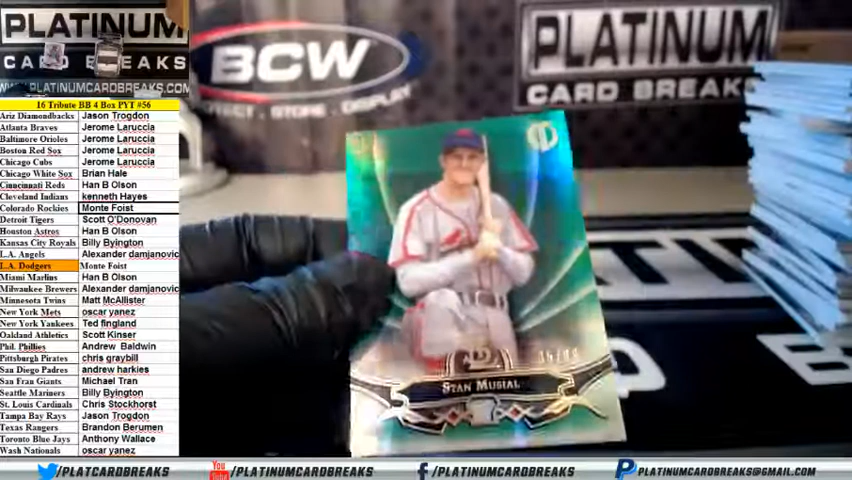 PLATINUM
CARD BREAKS
WWW.PLATINUMCARDBREAKS.COM
16 Tribute BB 4 Box PYT #56
Ariz Diamondbacks Jason Trogdon
Atlanta Braves Jerome Laruccia
Baltimore Orioles Jerome Laruccia
Boston Red Sox Jerome Laruccia
Chicago Cubs Jerome Laruccia
Chicago White Sox Brian Hale
Cincinnati Reds Han B Olson
Cleveland Indians kenneth Hayes
Colorado Rockies Monte Foist
Detroit Tigers Scott O'Donovan
Houston Astros Han B Olson
Kansas City Royals Billy Byington
L.A. Angels Alexander damjanovic
L.A. Dodgers Monte Foist
Miami Marlins Han B Olson
Milwaukee Brewers Alexander damjanovic
Minnesota Twins Matt McAllister
New York Mets oscar yanez
New York Yankees Ted fingland
Oakland Athletics Scott Kinser
Phil. Phillies Andrew Baldwin
Pittsburgh Pirates chris graybill
San Diego Padres andrew harkies
San Fran Giants Michael Tran
Seattle Mariners Billy Byington
St. Louis Cardinals Chris Stockhorst
Tampa Bay Rays Jason Trogdon
Texas Rangers Brandon Berumen
Toronto Blue Jays Anthony Wallace
Wash Nationals oscar yanez
BCW
PROTECT . STORE . DISPLAY
PLATINUM
CARD BREAKS
STAN MUSIAL
/PLATCARDBREAKS
You Tube
/PLATINUMCARDBREAKS
/PLATINUMCARDBREAKS
PLATINUMCARDBREAKS@GMAIL.COM